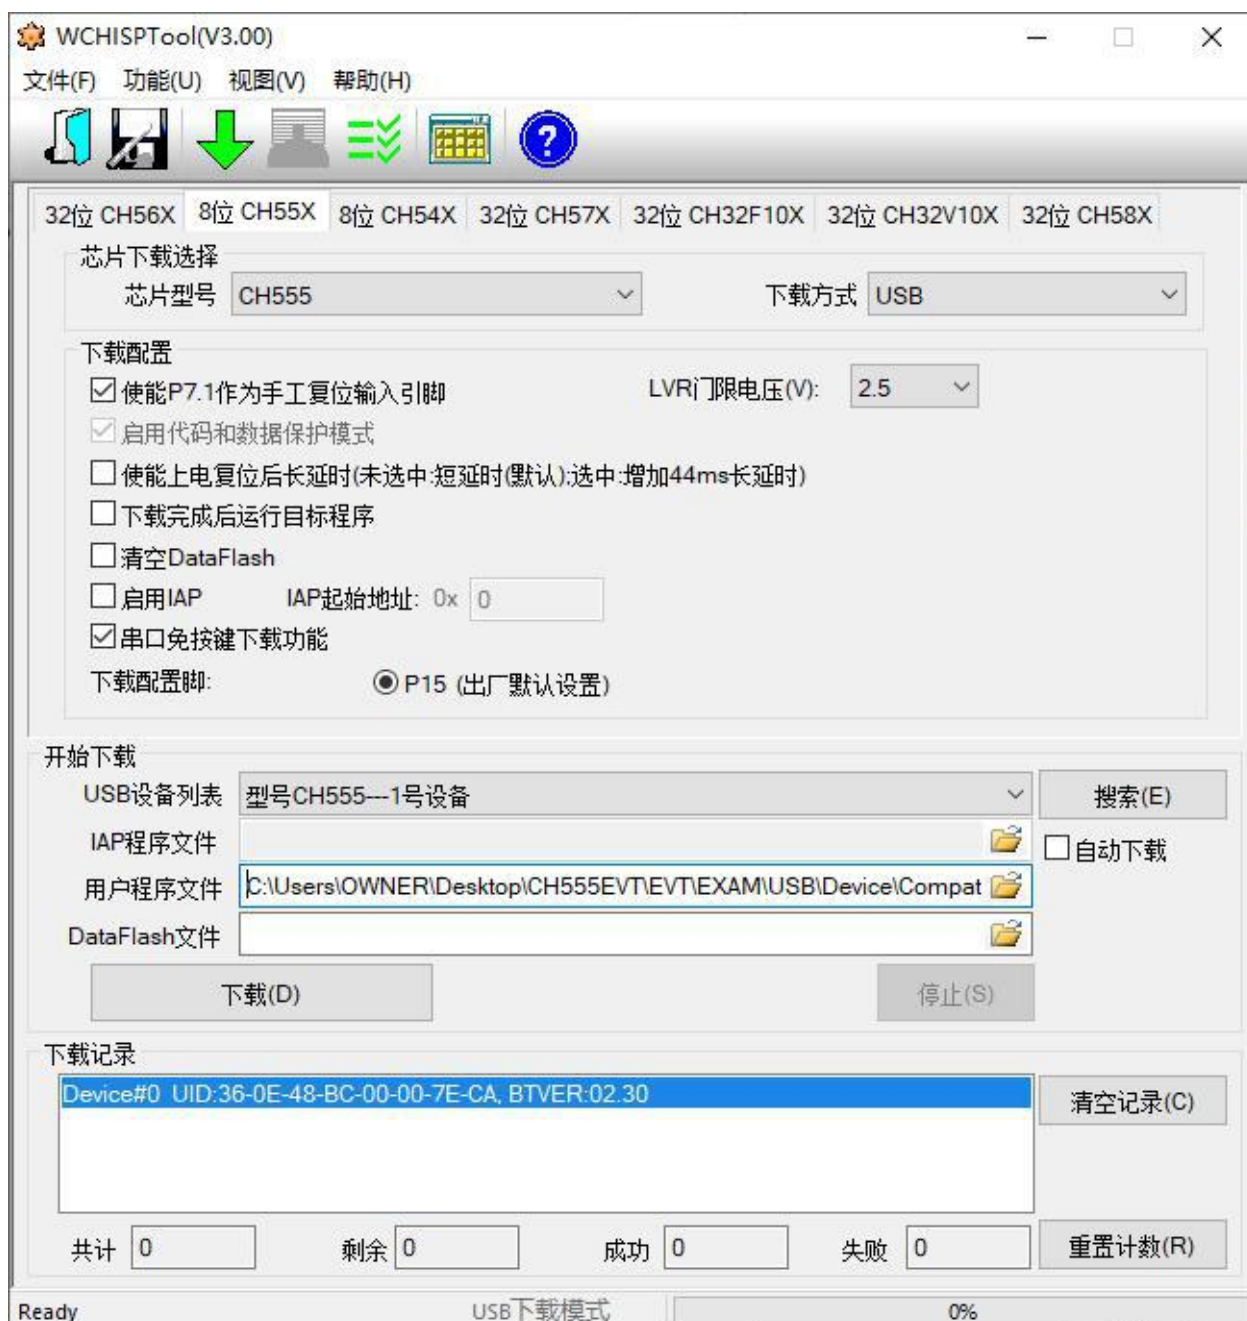 WCHISPTool(V3.00)
文件(F) 功能(U) 视图(V) 帮助(H)
32位 CH56X 8位 CH55X 8位 CH54X 32位 CH57X 32位 CH32F10X 32位 CH32V10X 32位 CH58X
芯片下载选择
芯片型号 CH555 下载方式 USB
下载配置
使能P7.1作为手工复位输入引脚 LVR门限电压(V): 2.5
启用代码和数据保护模式
使能上电复位后长延时(未选中:短延时(默认);选中:增加44ms长延时)
下载完成后运行目标程序
清空DataFlash
启用IAP IAP起始地址: 0x 0
串口免按键下载功能
下载配置脚: P15 (出厂默认设置)
开始下载
USB设备列表 型号CH555---1号设备 搜索(E)
IAP程序文件 自动下载
用户程序文件 C:\Users\OWNER\Desktop\CH555EVT\EVT\EXAM\USB\Device\Compat
DataFlash文件
下载(D) 停止(S)
下载记录
Device#0 UID:36-0E-48-BC-00-00-7E-CA, BTVER:02.30
清空记录(C)
共计 0 剩余 0 成功 0 失败 0 重置计数(R)
Ready USB下载模式 0%